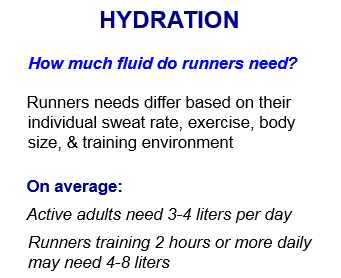 HYDRATION
How much fluid do runners need?
Runners needs differ based on their
individual sweat rate, exercise, body
size, & training environment
On average:
Active adults need 3-4 liters per day
Runners training 2 hours or more daily
may need 4-8 liters